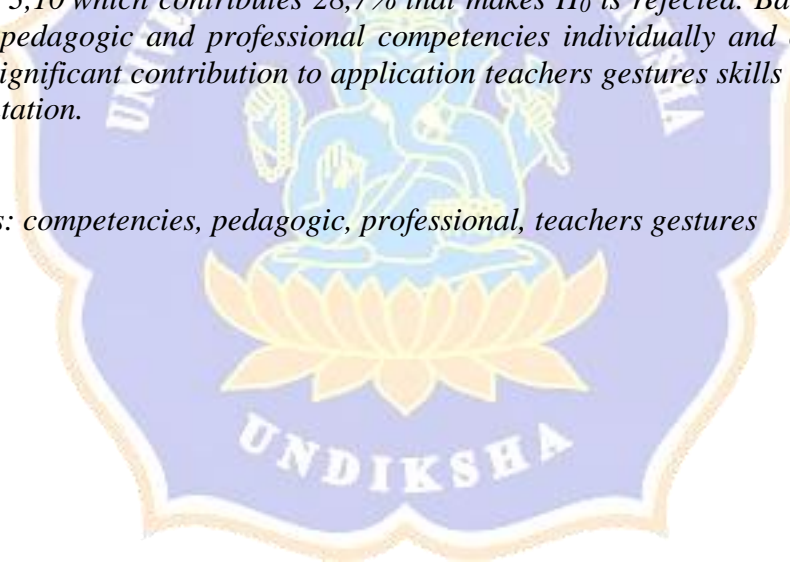 3,10 which contributes 28,7% that makes H₀ is rejected. Ba
pedagogic and professional competencies individually and
ignificant contribution to application teachers gestures skills
tation.
s: competencies, pedagogic, professional, teachers gestures
UNDIKSHA